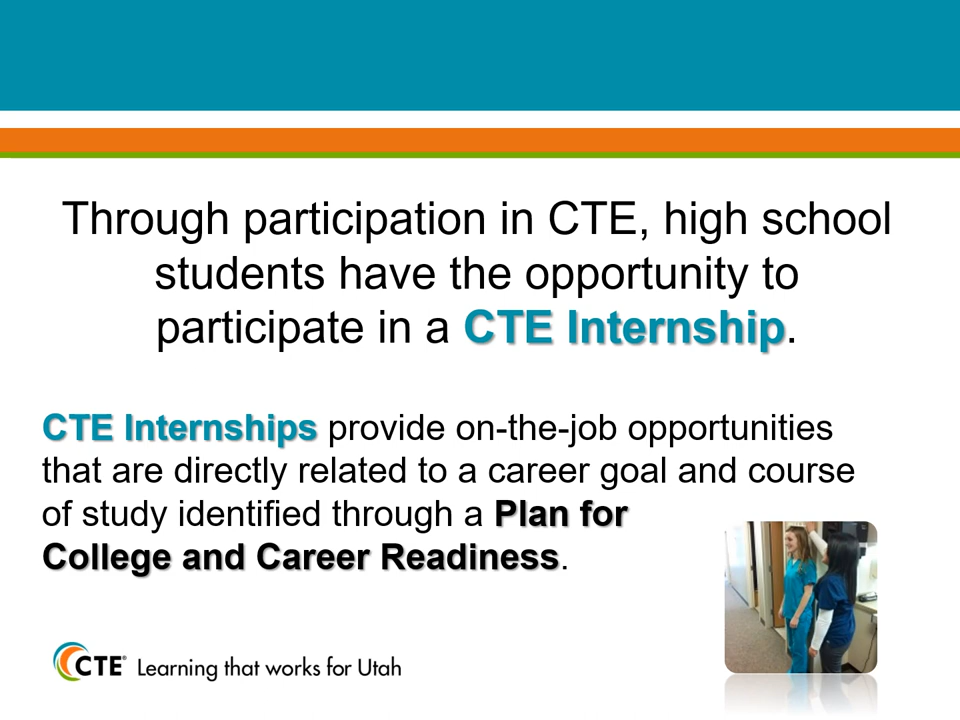 Through participation in CTE, high school
students have the opportunity to
participate in a CTE Internship.
CTE Internships provide on-the-job opportunities
that are directly related to a career goal and course
of study identified through a Plan for
College and Career Readiness.
CTE® Learning that works for Utah